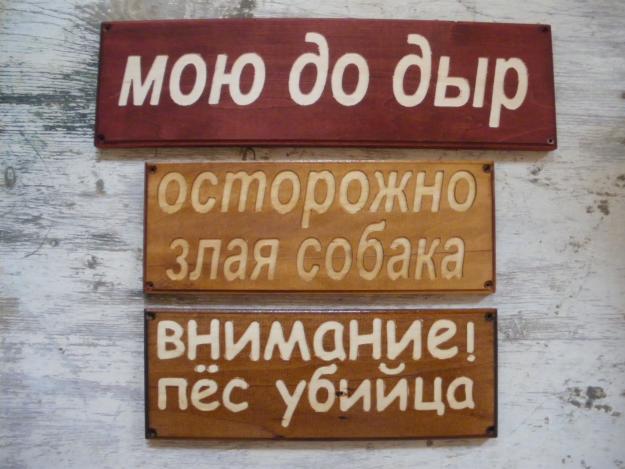 мою до дыр
осторожно
злая собака
внимание!
пёс убийца